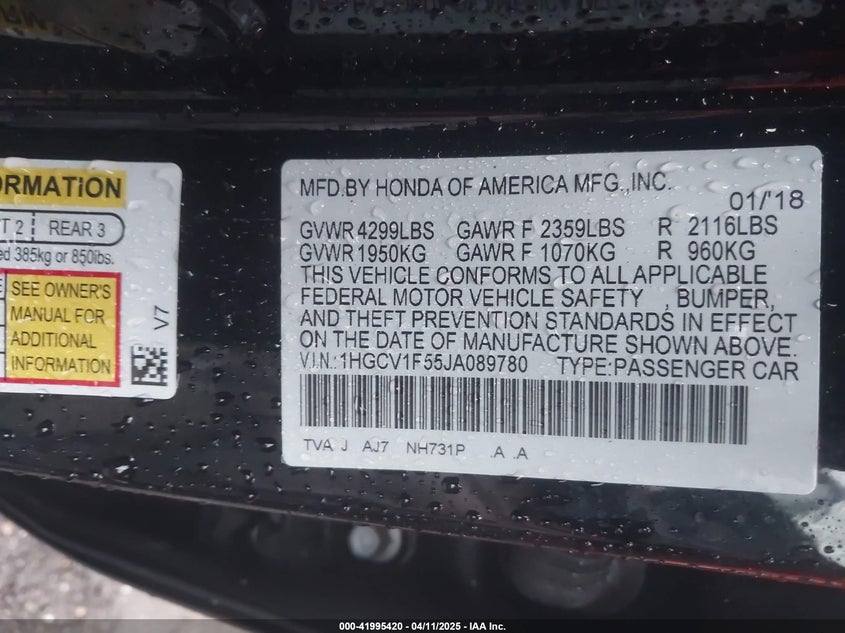 ORMATION
T 2 REAR 3
ed 385kg or 850lbs.
SEE OWNER'S
MANUAL FOR
ADDITIONAL
INFORMATION
V7
MFD.BY HONDA OF AMERICA MFG.,INC.
01/'18
GVWR 4299LBS GAWR F 2359LBS R 2116LBS
GVWR 1950KG GAWR F 1070KG R 960KG
THIS VEHICLE CONFORMS TO ALL APPLICABLE
FEDERAL MOTOR VEHICLE SAFETY , BUMPER,
AND THEFT PREVENTION STANDARDS IN EFFECT
ON THE DATE OF MANUFACTURE SHOWN ABOVE.
V.I.N.:1HGCV1F55JA089780 TYPE:PASSENGER CAR
TVA J AJ7 NH731P .A .A
000-41995420 - 04/11/2025 - IAA Inc.